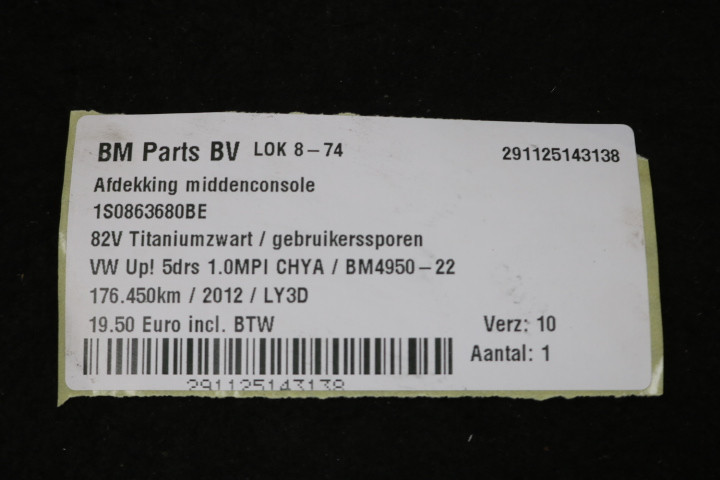 BM Parts BV LOK 8-74 291125143138
Afdekking middenconsole
1S0863680BE
82V Titaniumzwart / gebruikerssporen
VW Up! 5drs 1.0MPI CHYA / BM4950-22
176.450km / 2012 / LY3D
19.50 Euro incl. BTW Verz: 10
Aantal: 1
291125143138